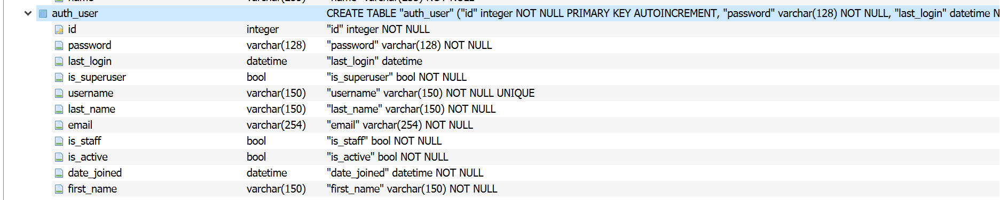 auth_user CREATE TABLE "auth_user" ("id" integer NOT NULL PRIMARY KEY AUTOINCREMENT, "password" varchar(128) NOT NULL, "last_login" datetime N
id integer "id" integer NOT NULL
password varchar(128) "password" varchar(128) NOT NULL
last_login datetime "last_login" datetime
is_superuser bool "is_superuser" bool NOT NULL
username varchar(150) "username" varchar(150) NOT NULL UNIQUE
last_name varchar(150) "last_name" varchar(150) NOT NULL
email varchar(254) "email" varchar(254) NOT NULL
is_staff bool "is_staff" bool NOT NULL
is_active bool "is_active" bool NOT NULL
date_joined datetime "date_joined" datetime NOT NULL
first_name varchar(150) "first_name" varchar(150) NOT NULL